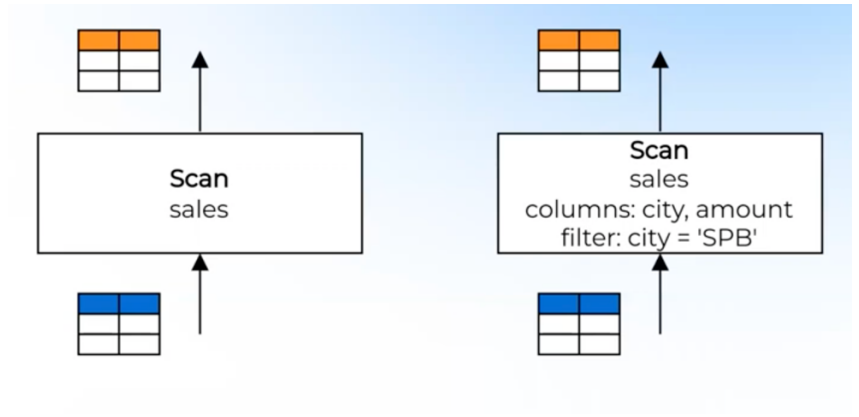 Scan
sales
Scan
sales
columns: city, amount
filter: city = 'SPB'